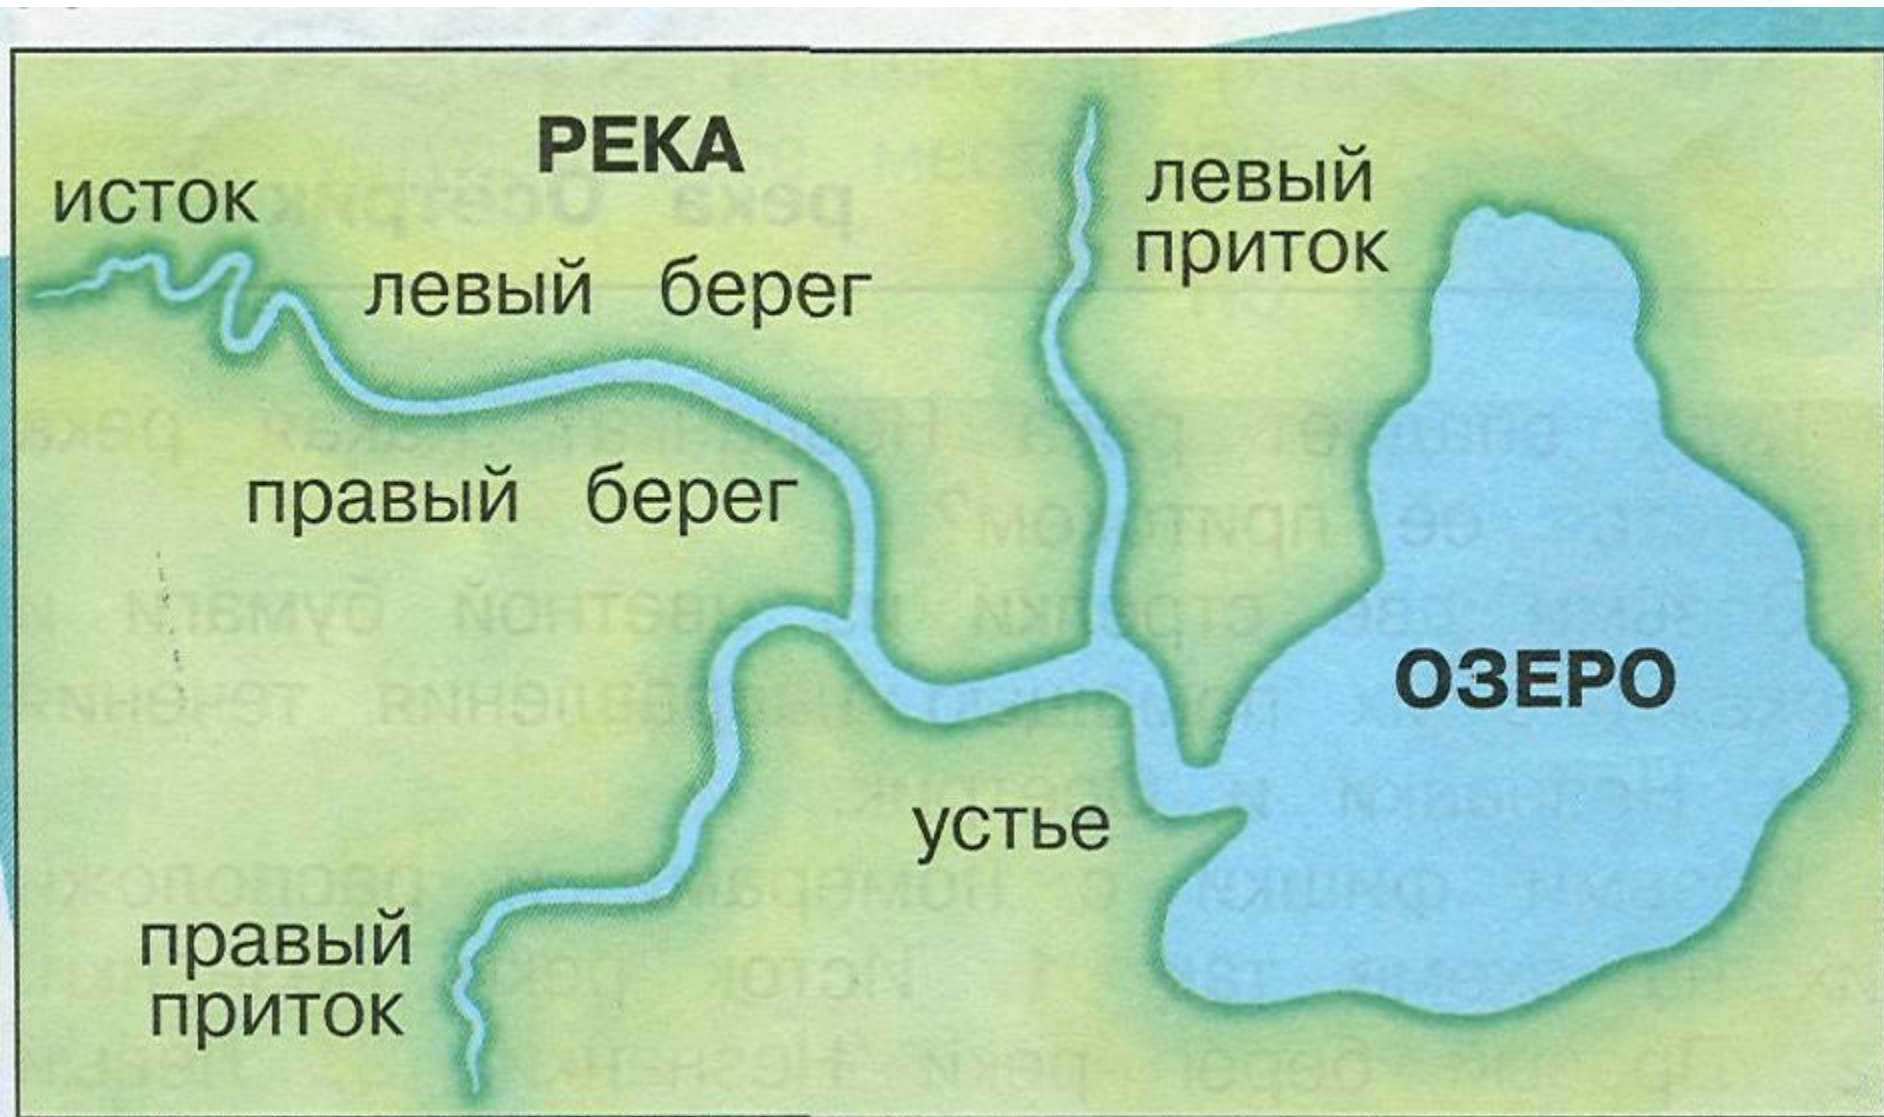 РЕКА
исток
левый берег
левый
приток
правый берег
ОЗЕРО
устье
правый
приток